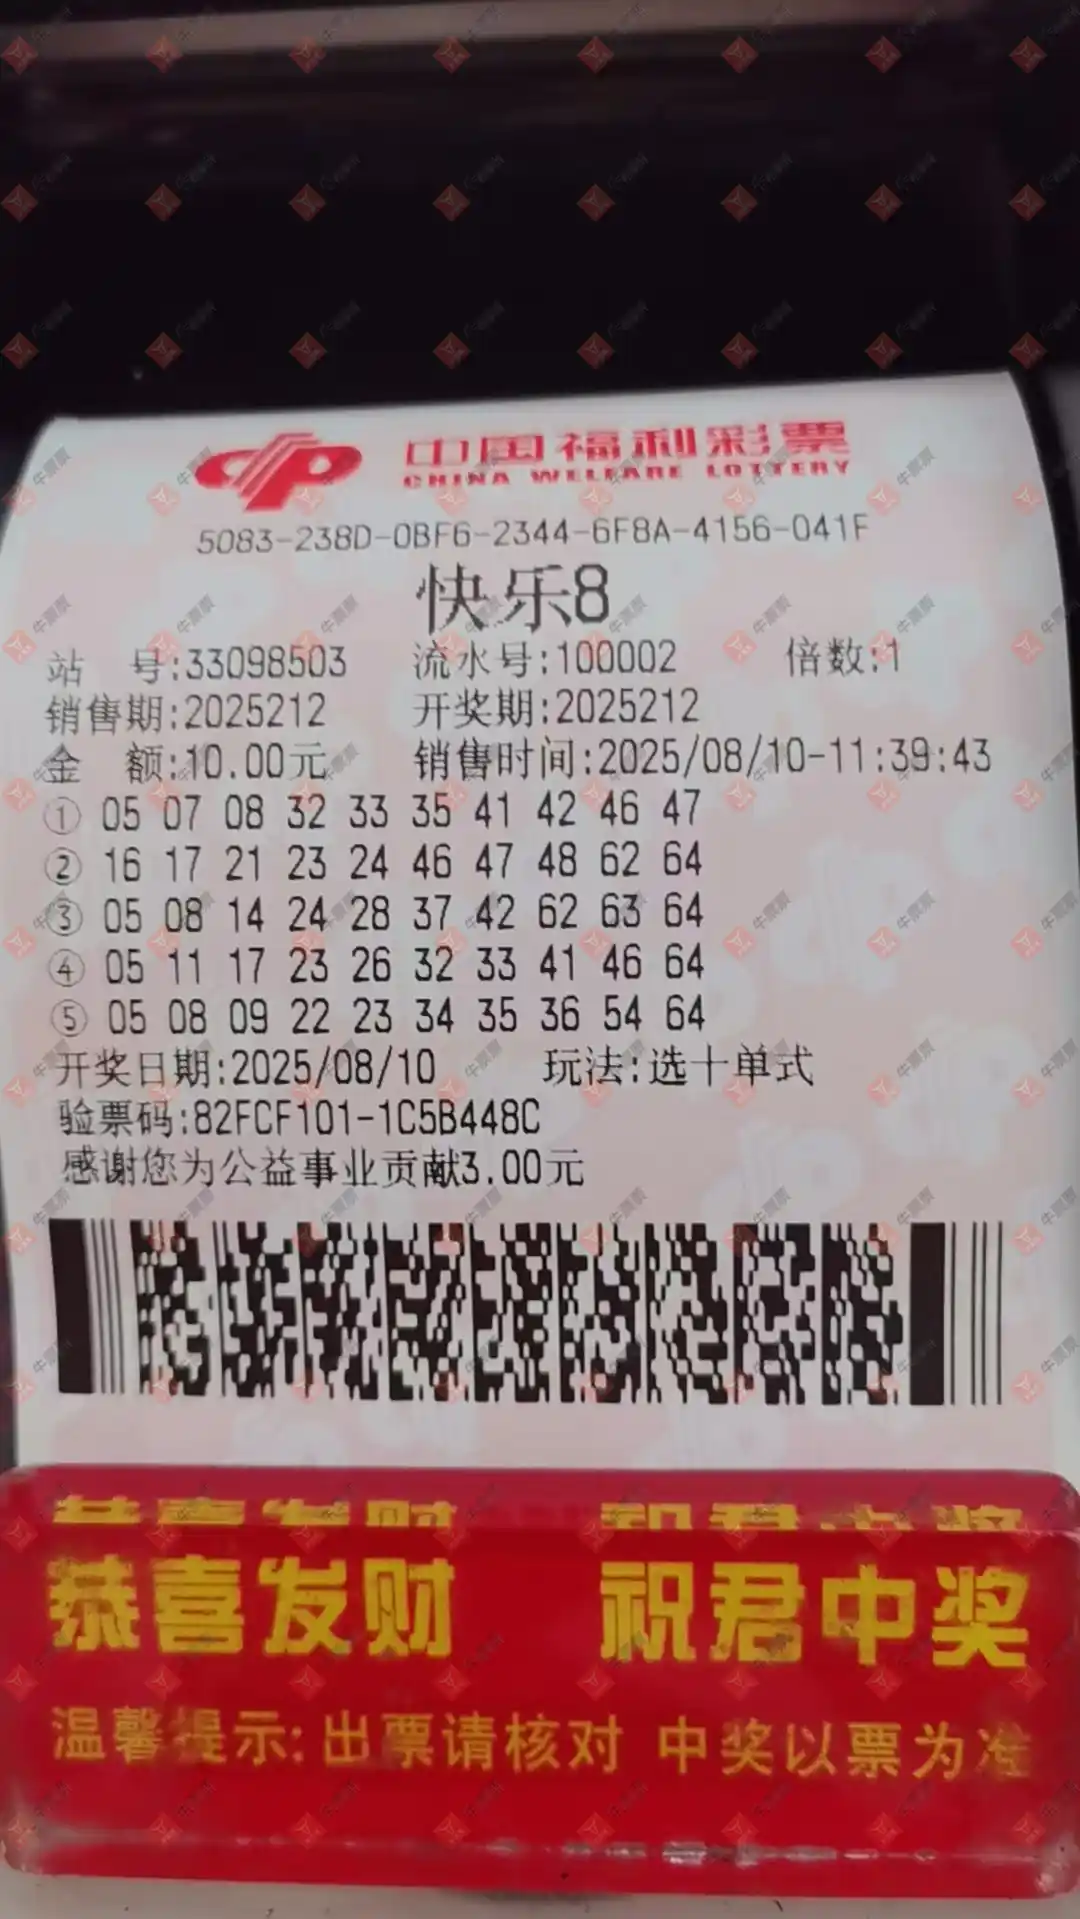 中国福利彩票
CHINA WELFARE LOTTERY
5083-238D-0BF6-2344-6F8A-4156-041F
快乐8
站 号:33098503 流水号:100002 倍数:1
销售期:2025212 开奖期:2025212
金 额:10.00元 销售时间:2025/08/10-11:39:43
① 05 07 08 32 33 35 41 42 46 47
② 16 17 21 23 24 46 47 48 62 64
③ 05 08 14 24 28 37 42 62 63 64
④ 05 11 17 23 26 32 33 41 46 64
⑤ 05 08 09 22 23 34 35 36 54 64
开奖日期:2025/08/10 玩法:选十单式
验票码:82FCF101-1C5B448C
感谢您为公益事业贡献3.00元
恭喜发财 祝君中奖
温馨提示:出票请核对 中奖以票为准
牛票票